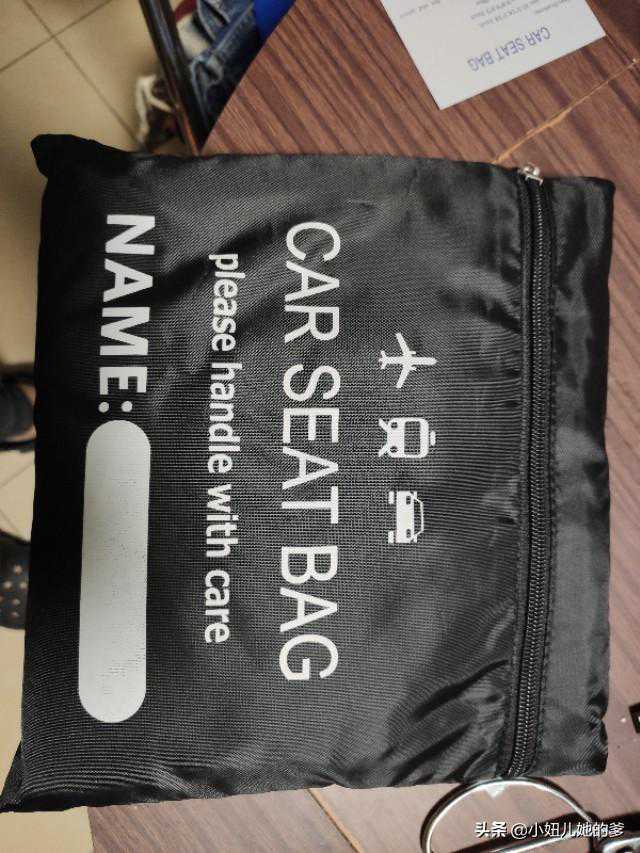 CAR SEAT BAG
CAR SEAT BAG
please handle with care
NAME:
头条 @小妞儿她的爹